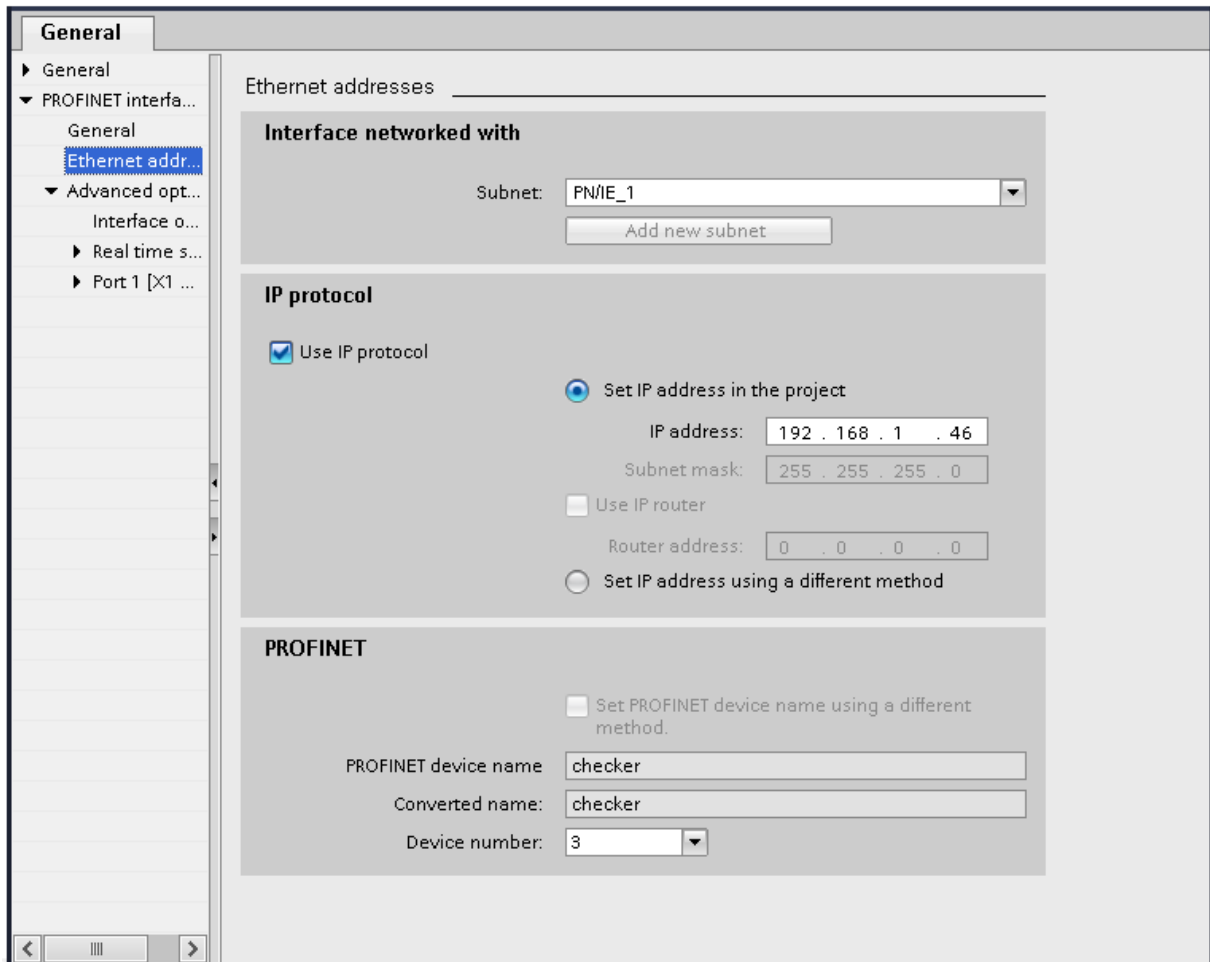 General
General
PROFINET interfa...
General
Ethernet addr...
Advanced opt...
Interface o...
Real time s...
Port 1 [X1 ...
Ethernet addresses
Interface networked with
Subnet: PN/IE_1
Add new subnet
IP protocol
Use IP protocol
Set IP address in the project
IP address: 192 . 168 . 1 . 46
Subnet mask: 255 . 255 . 255 . 0
Use IP router
Router address: 0 . 0 . 0 . 0
Set IP address using a different method
PROFINET
Set PROFINET device name using a different
method.
PROFINET device name checker
Converted name: checker
Device number: 3